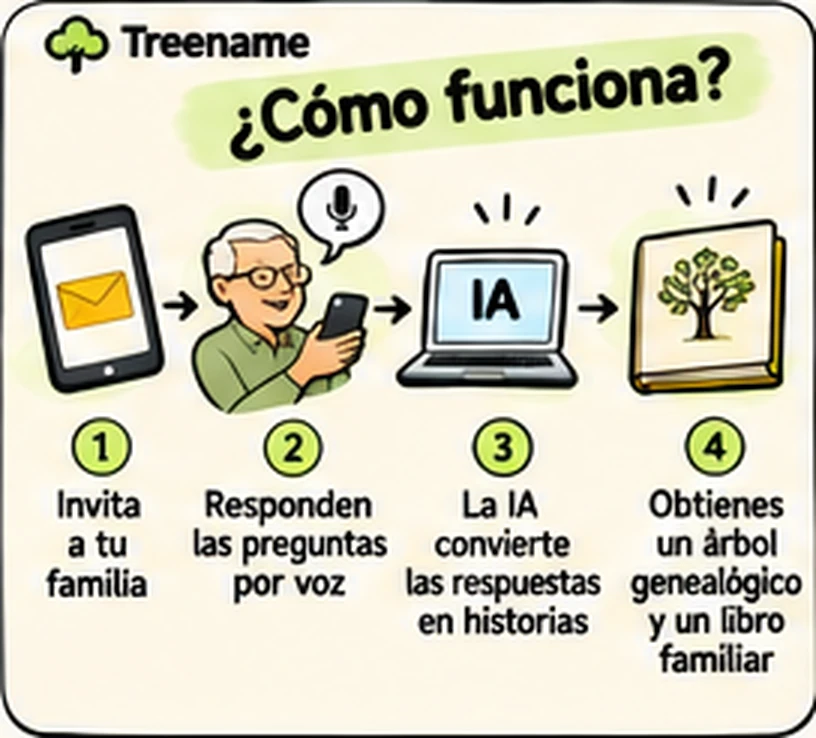 Treename
¿Cómo funciona?
IA
1
Invita
a tu
familia
2
Responden
las preguntas
por voz
3
La IA
convierte
las respuestas
en historias
4
Obtienes
un árbol
genealógico
y un libro
familiar